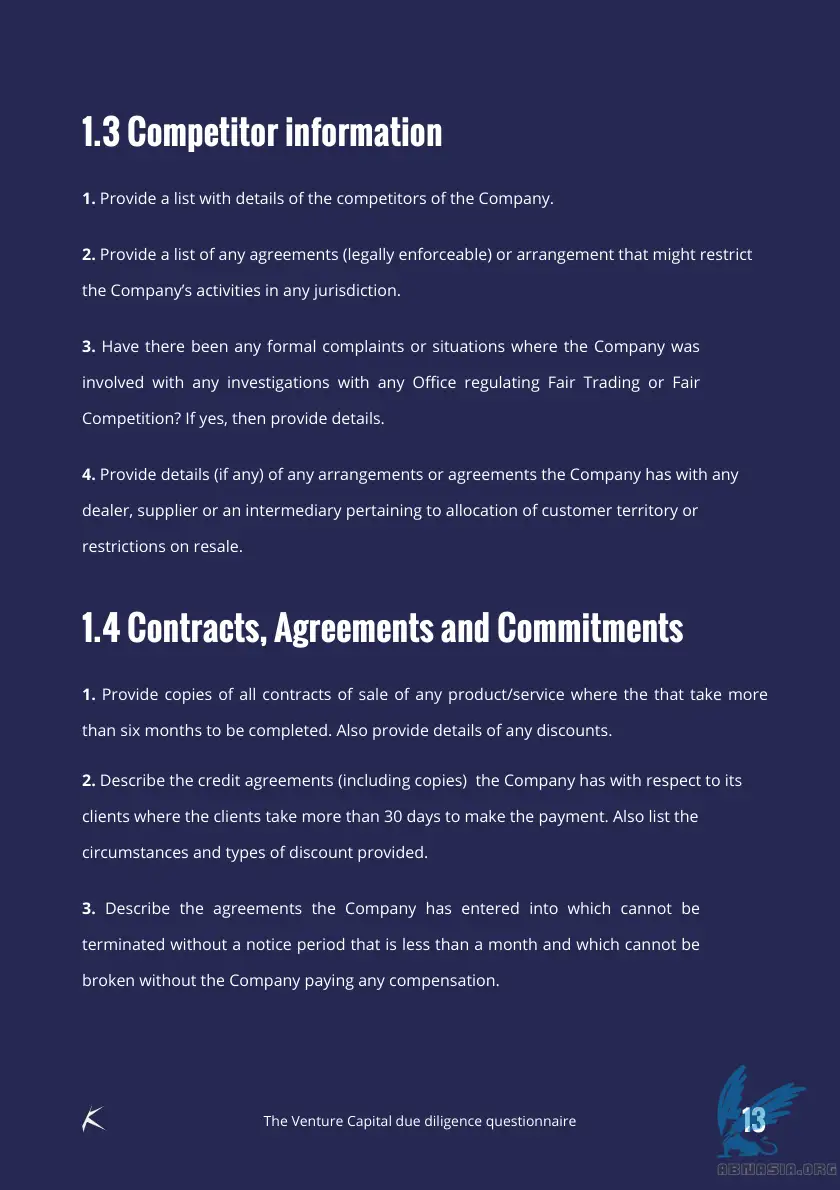 1.3 Competitor information
1. Provide a list with details of the competitors of the Company.
2. Provide a list of any agreements (legally enforceable) or arrangement that might restrict
the Company’s activities in any jurisdiction.
3. Have there been any formal complaints or situations where the Company was
involved with any investigations with any Office regulating Fair Trading or Fair
Competition? If yes, then provide details.
4. Provide details (if any) of any arrangements or agreements the Company has with any
dealer, supplier or an intermediary pertaining to allocation of customer territory or
restrictions on resale.
1.4 Contracts, Agreements and Commitments
1. Provide copies of all contracts of sale of any product/service where the that take more
than six months to be completed. Also provide details of any discounts.
2. Describe the credit agreements (including copies)  the Company has with respect to its
clients where the clients take more than 30 days to make the payment. Also list the
circumstances and types of discount provided.
3. Describe the agreements the Company has entered into which cannot be
terminated without a notice period that is less than a month and which cannot be
broken without the Company paying any compensation.
The Venture Capital due diligence questionnaire
13
ABNASIA.ORG